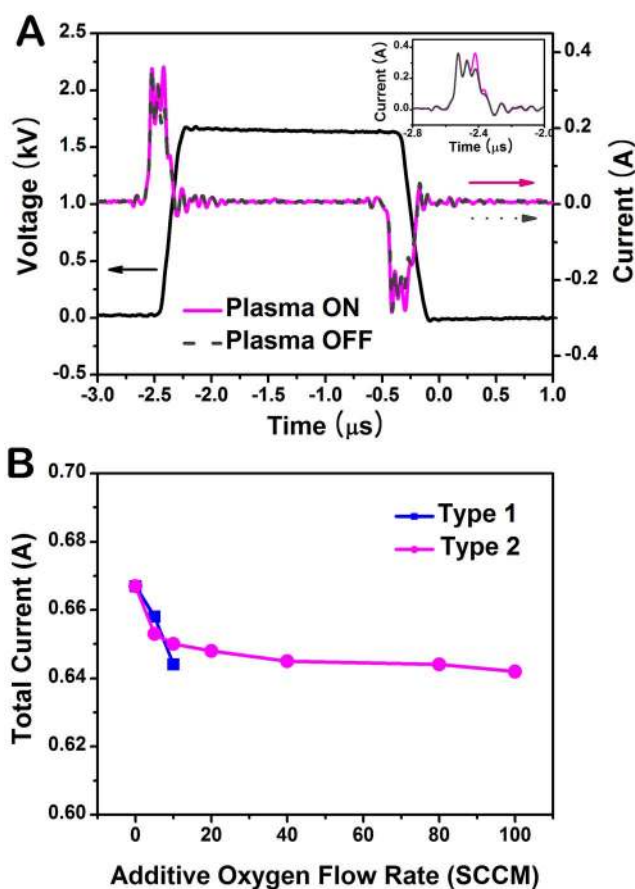 A
Voltage (kV)
2.5
2.0
1.5
1.0
0.5
0.0
-0.5
-3.0 -2.5 -2.0 -1.5 -1.0 -0.5 0.0 0.5 1.0
Time (μs)
0.4
0.2
0.0
-0.2
-0.4
Current (A)
Plasma ON
Plasma OFF
Current (A)
0.4
0.2
0.0
-2.8 -2.4 -2.0
Time (μs)
B
Total Current (A)
0.70
0.68
0.66
0.64
0.62
0.60
0 20 40 60 80 100
Additive Oxygen Flow Rate (SCCM)
Type 1
Type 2